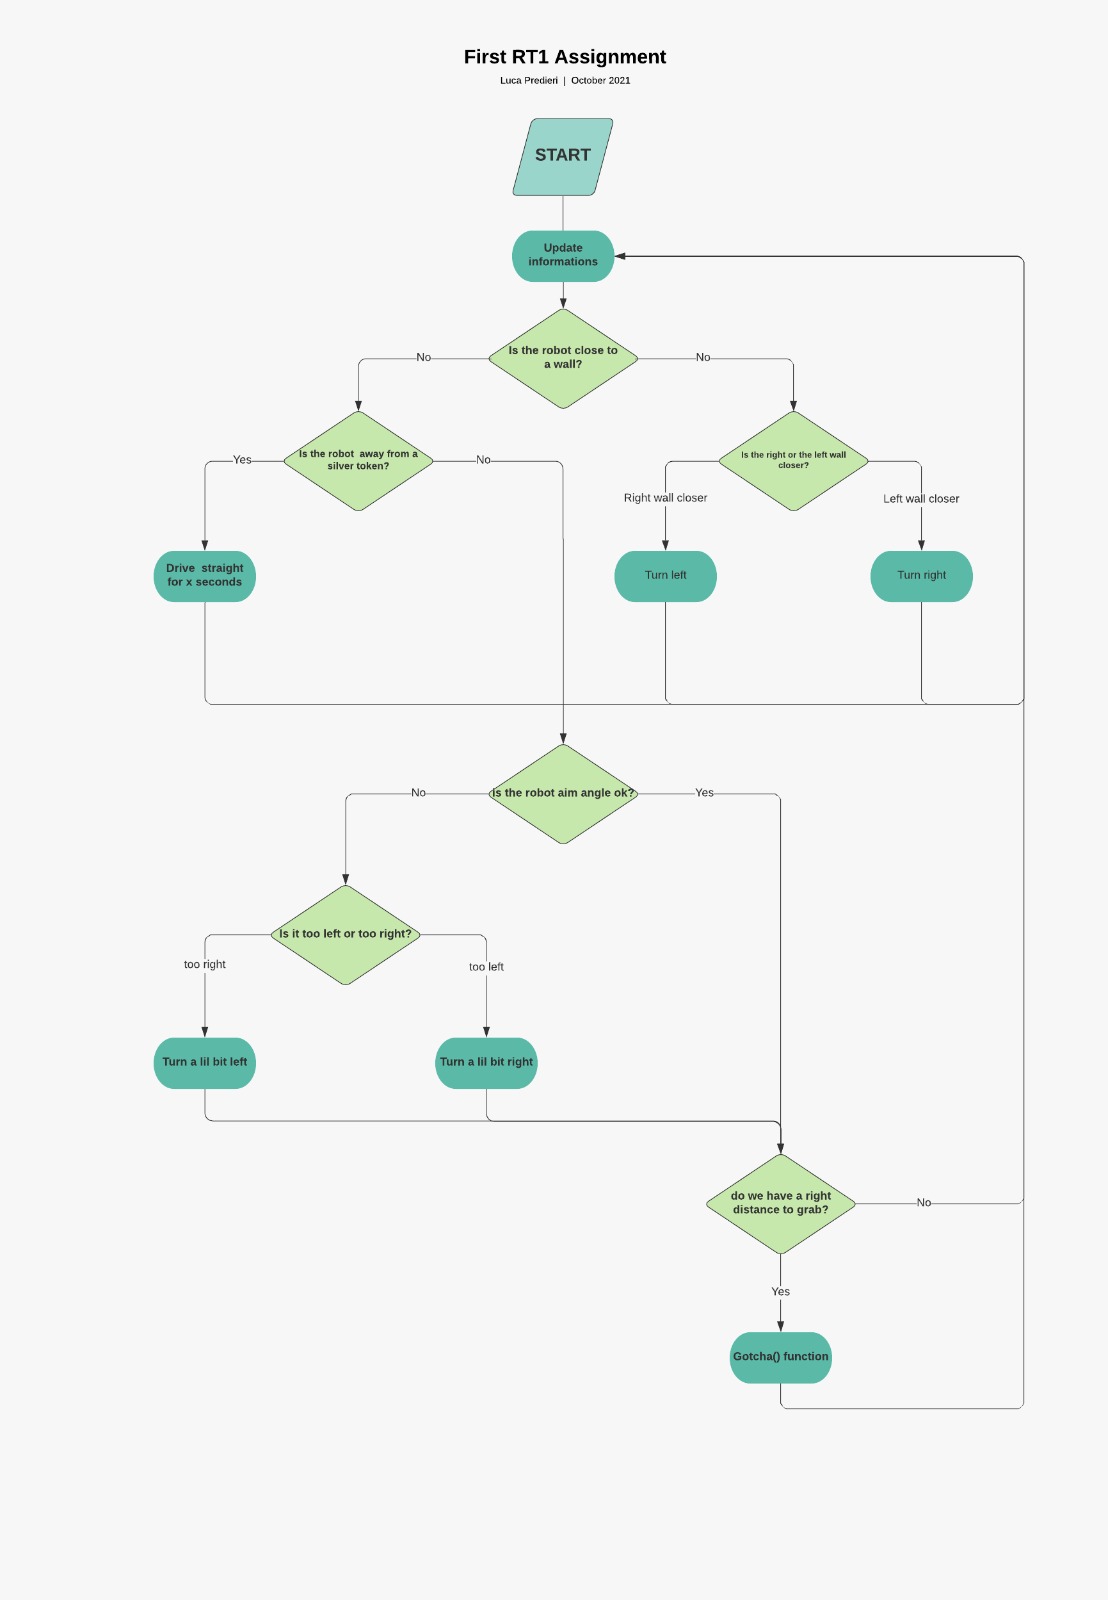 First RT1 Assignment
Luca Predieri | October 2021
START
Update
informations
Is the robot close to
a wall?
No
No
Is the robot  away from a
silver token?
Yes
No
Is the right or the left wall
closer?
Right wall closer
Left wall closer
Drive  straight
for x seconds
Turn left
Turn right
Is the robot aim angle ok?
No
Yes
Is it too left or too right?
too right
too left
Turn a lil bit left
Turn a lil bit right
do we have a right
distance to grab?
No
Yes
Gotcha() function